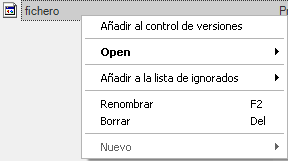 fichero
Añadir al control de versiones
Open
Añadir a la lista de ignorados
Renombrar F2
Borrar Del
Nuevo